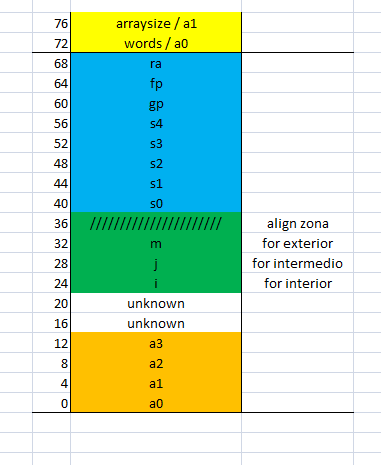 76 arraysize / a1
72 words / a0
68 ra
64 fp
60 gp
56 s4
52 s3
48 s2
44 s1
40 s0
36 ////////////////////// align zona
32 m for exterior
28 j for intermedio
24 i for interior
20 unknown
16 unknown
12 a3
8 a2
4 a1
0 a0